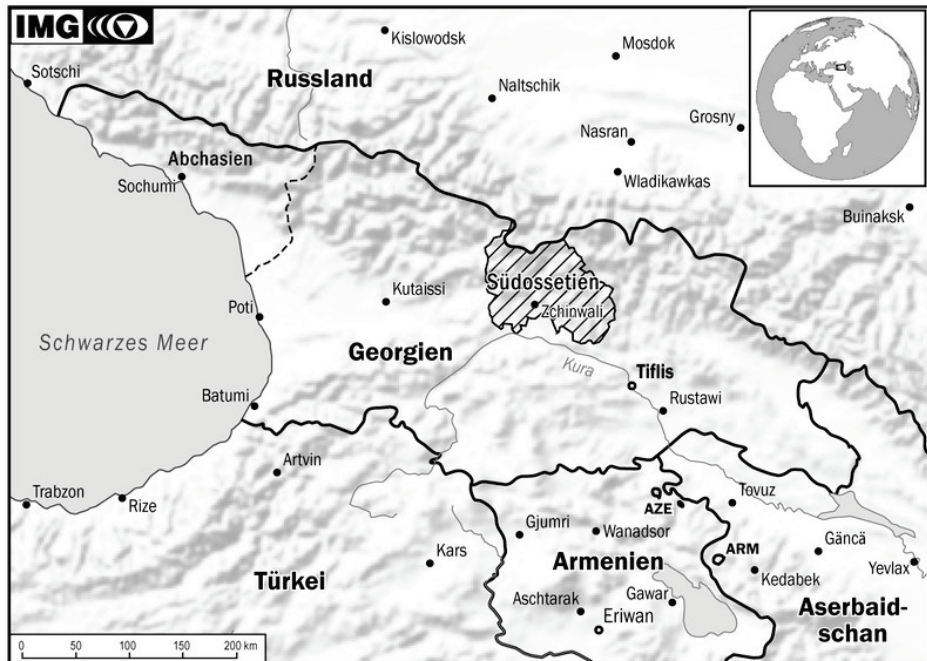 IMG
Kislowodsk
Mosdok
Russland
Sotschi
Naltschik
Grosny
Nasran
Abchasien
Sochumi
Wladikawkas
Buinaksk
Südossetien
Kutaissi
Zchinwali
Poti
Schwarzes Meer
Georgien
Kura
Tiflis
Batumi
Rustawi
Artvin
Trabzon
Rize
AZE
Tovuz
Gjumri
Wanadsor
Kars
Armenien
ARM
Gäncä
Türkei
Kedabek
Yevlax
Aschtarak
Gawar
Eriwan
Aserbaid-
schan
0 50 100 150 200 km